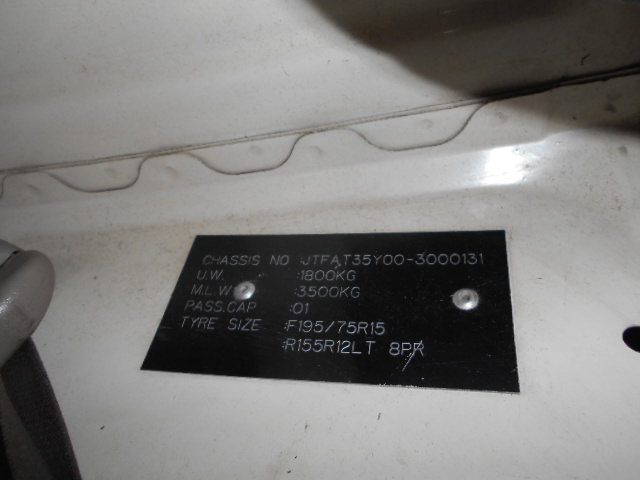 CHASSIS NO :JTFAT35Y00-3000131
U.W. :1800KG
M.L.W :3500KG
PASS.CAP :01
TYRE SIZE :F195/75R15
:R155R12LT 8PR